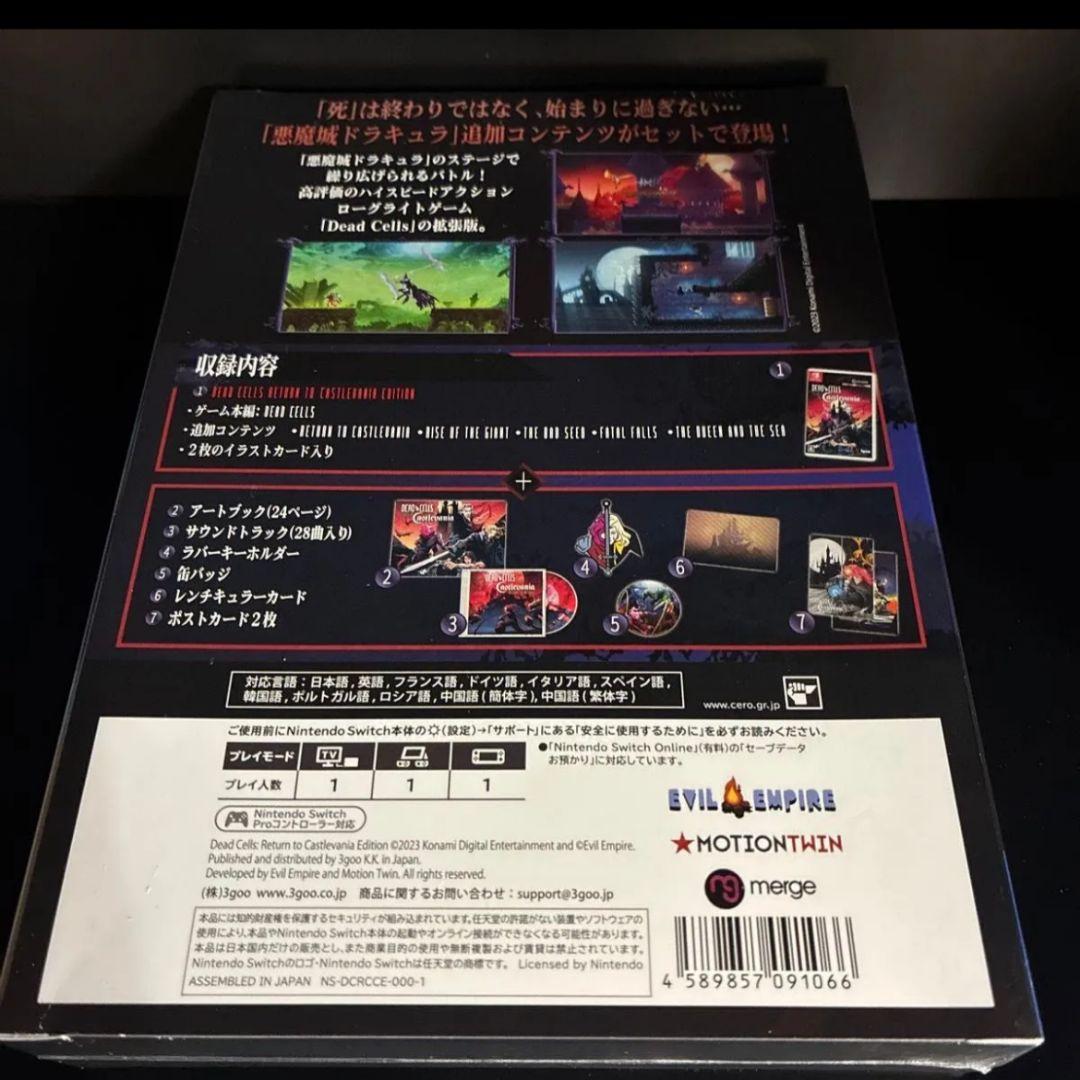 「死」は終わりではなく、始まりに過ぎない…
「悪魔城ドラキュラ」追加コンテンツがセットで登場！
「悪魔城ドラキュラ」のステージで
繰り広げられるバトル！
高評価のハイスピードアクション
ローグライトゲーム
「Dead Cells」の拡張版。
©2023 Konami Digital Entertainment
収録内容
① DEAD CELLS RETURN TO CASTLEVANIA EDITION
・ゲーム本編: DEAD CELLS
・追加コンテンツ •RETURN TO CASTLEVANIA •RISE OF THE GIANT •THE BAD SEED •FATAL FALLS •THE QUEEN AND THE SEA
・２枚のイラストカード入り
①
DEAD CELLS
Castlevania
+
② アートブック(24ページ)
③ サウンドトラック(28曲入り)
④ ラバーキーホルダー
⑤ 缶バッジ
⑥ レンチキュラーカード
⑦ ポストカード２枚
DEAD CELLS
Castlevania
②
DEAD CELLS
Castlevania
③
④
⑤
⑥
⑦
対応言語：日本語, 英語, フランス語, ドイツ語, イタリア語, スペイン語,
韓国語, ポルトガル語, ロシア語, 中国語(簡体字), 中国語(繁体字)
www.cero.gr.jp
ご使用前にNintendo Switch本体の(設定)→「サポート」にある「安全に使用するために」を必ずお読みください。
プレイモード TV
プレイ人数 1 1 1
●「Nintendo Switch Online」(有料)の「セーブデータ
お預かり」に対応しています。
Nintendo Switch
Proコントローラー対応
EVIL EMPIRE
MOTIONTWIN
merge
Dead Cells: Return to Castlevania Edition ©2023 Konami Digital Entertainment and ©Evil Empire.
Published and distributed by 3goo K.K. in Japan.
Developed by Evil Empire and Motion Twin. All rights reserved.
(株)3goo www.3goo.co.jp 商品に関するお問い合わせ：support@3goo.jp
本品には知的財産権を保護するセキュリティが組み込まれています。任天堂の許諾がない装置やソフトウェアの
使用により、本品やNintendo Switch本体の起動やオンライン接続ができなくなる可能性があります。
本品は日本国内だけの販売とし、また商業目的の使用や無断複製および賃貸は禁止されています。
Nintendo Switchのロゴ・Nintendo Switchは任天堂の商標です。 Licensed by Nintendo
ASSEMBLED IN JAPAN NS-DCRCCE-000-1
4 589857 091066